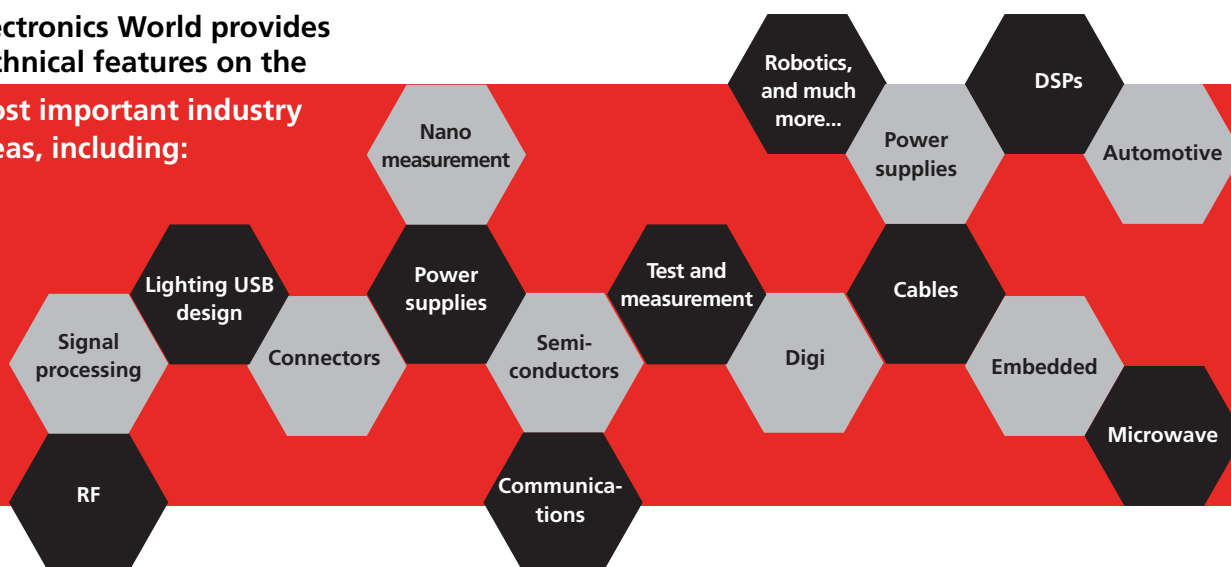 ectronics World provides
chnical features on the
ost important industry
eas, including:
Robotics,
and much
more...
DSPs
Nano
measurement
Power
supplies
Automotive
Lighting USB
design
Power
supplies
Test and
measurement
Cables
Signal
processing
Connectors
Semi-
conductors
Digi
Embedded
Microwave
RF
Communica-
tions